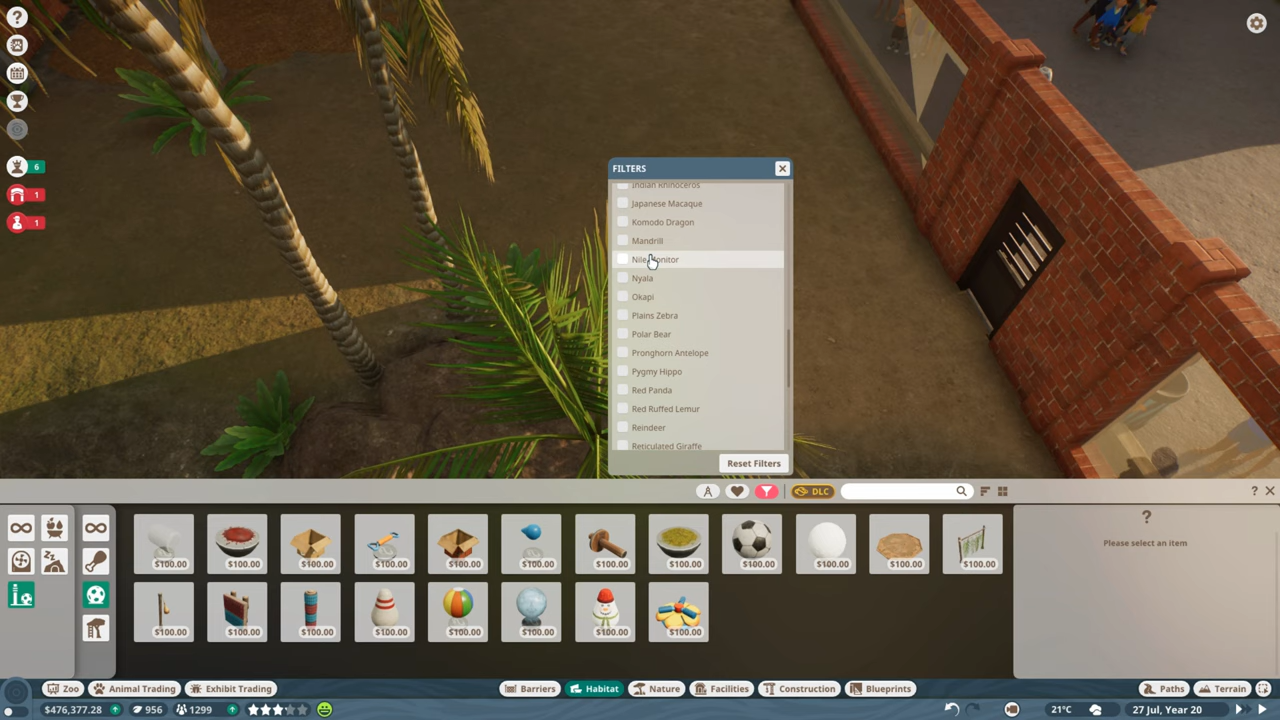 ?
6
1
1
FILTERS
Indian Rhinoceros
Japanese Macaque
Komodo Dragon
Mandrill
Nile Monitor
Nyala
Okapi
Plains Zebra
Polar Bear
Pronghorn Antelope
Pygmy Hippo
Red Panda
Red Ruffed Lemur
Reindeer
Reticulated Giraffe
Reset Filters
DLC
?
$100.00 $100.00 $100.00 $100.00 $100.00 $100.00 $100.00 $100.00 $100.00 $100.00 $100.00 $100.00
$100.00 $100.00 $100.00 $100.00 $100.00 $100.00 $100.00 $100.00
?
Please select an item
Zoo Animal Trading Exhibit Trading Barriers Habitat Nature Facilities Construction Blueprints Paths Terrain
$476,377.28 956 1299 21°C 27 Jul, Year 20